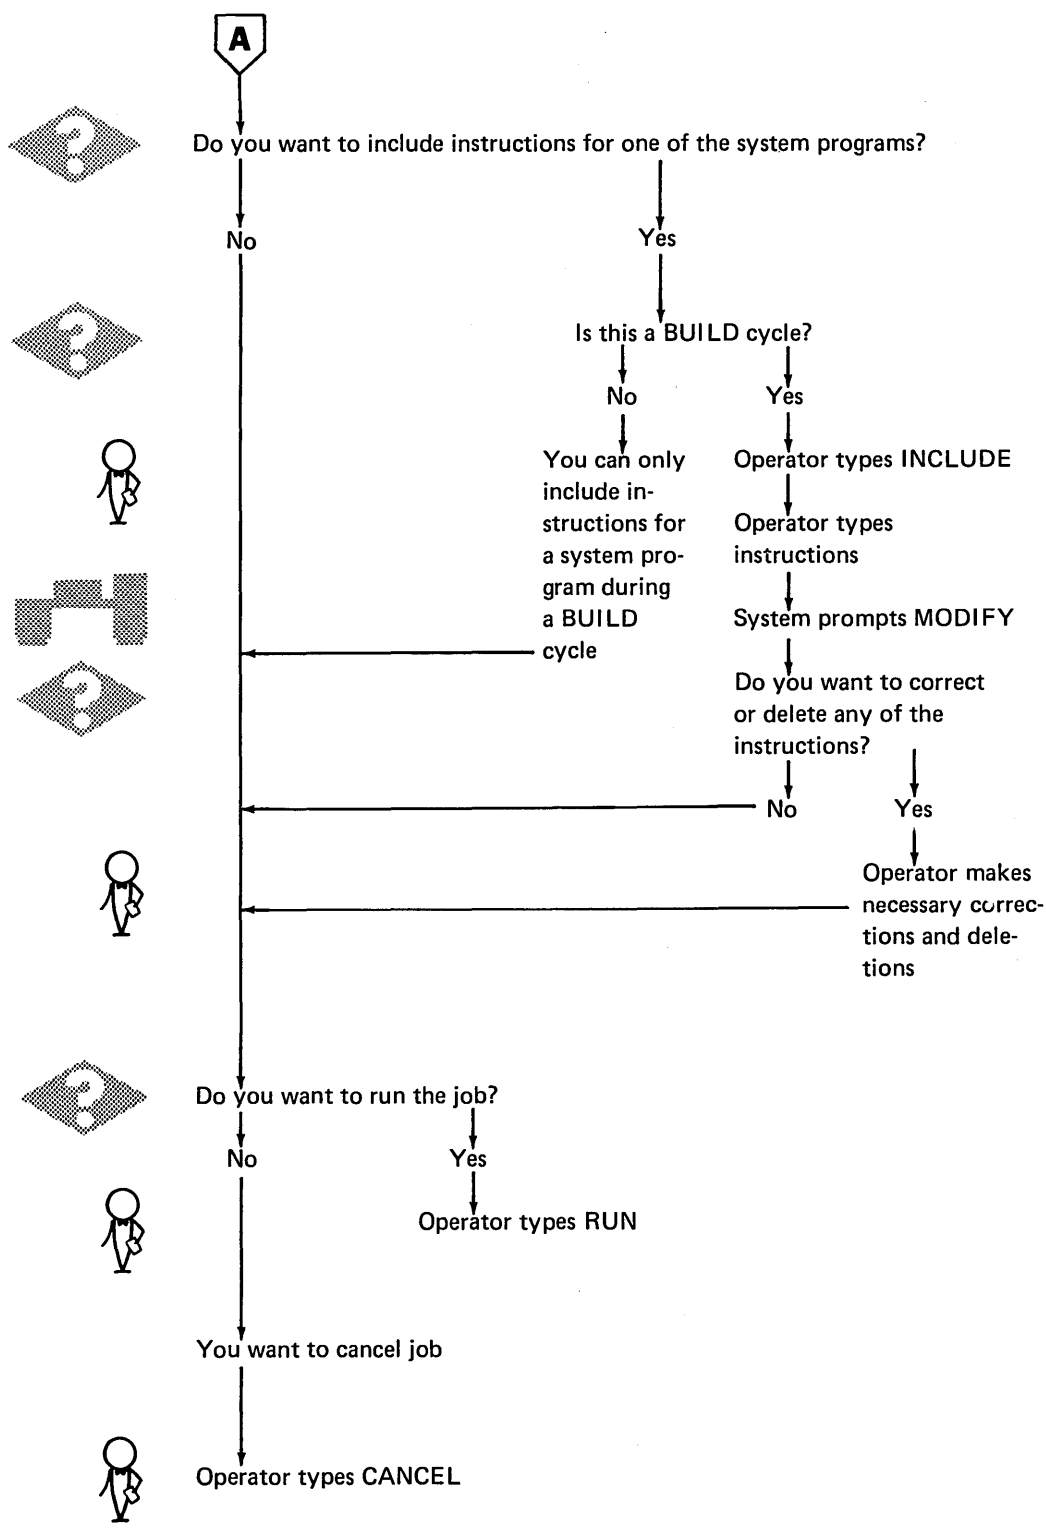 A
?
Do you want to include instructions for one of the system programs?
No
Yes
?
Is this a BUILD cycle?
No
Yes
You can only
include in-
structions for
a system pro-
gram during
a BUILD
cycle
Operator types INCLUDE
Operator types
instructions
System prompts MODIFY
?
Do you want to correct
or delete any of the
instructions?
No
Yes
Operator makes
necessary correc-
tions and dele-
tions
?
Do you want to run the job?
No
Yes
Operator types RUN
You want to cancel job
Operator types CANCEL